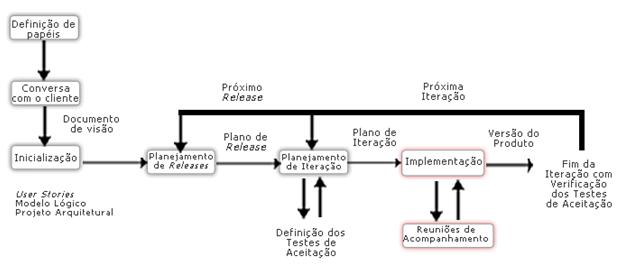 Definição de
papéis
Conversa
com o cliente
Documento
de visão
Inicialização
User Stories
Modelo Lógico
Projeto Arquitetural
Próximo
Release
Próxima
Iteração
Planejamento
de Releases
Plano de
Release
Planejamento
de Iteração
Plano de
Iteração
Implementação
Versão do
Produto
Fim da
Iteração com
Verificação
dos Testes
de Aceitação
Definição dos
Testes de
Aceitação
Reuniões de
Acompanhamento